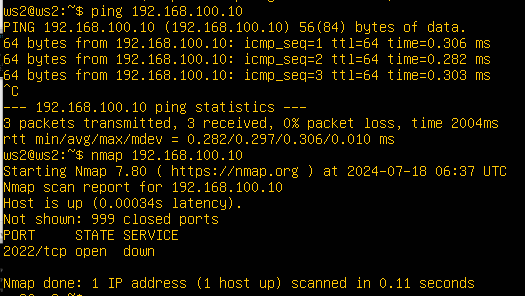 ws2@ws2:~$ ping 192.168.100.10
PING 192.168.100.10 (192.168.100.10) 56(84) bytes of data.
64 bytes from 192.168.100.10: icmp_seq=1 ttl=64 time=0.306 ms
64 bytes from 192.168.100.10: icmp_seq=2 ttl=64 time=0.282 ms
64 bytes from 192.168.100.10: icmp_seq=3 ttl=64 time=0.303 ms
^C
--- 192.168.100.10 ping statistics ---
3 packets transmitted, 3 received, 0% packet loss, time 2004ms
rtt min/avg/max/mdev = 0.282/0.297/0.306/0.010 ms
ws2@ws2:~$ nmap 192.168.100.10
Starting Nmap 7.80 ( https://nmap.org ) at 2024-07-18 06:37 UTC
Nmap scan report for 192.168.100.10
Host is up (0.00034s latency).
Not shown: 999 closed ports
PORT     STATE SERVICE
2022/tcp open  down
Nmap done: 1 IP address (1 host up) scanned in 0.11 seconds